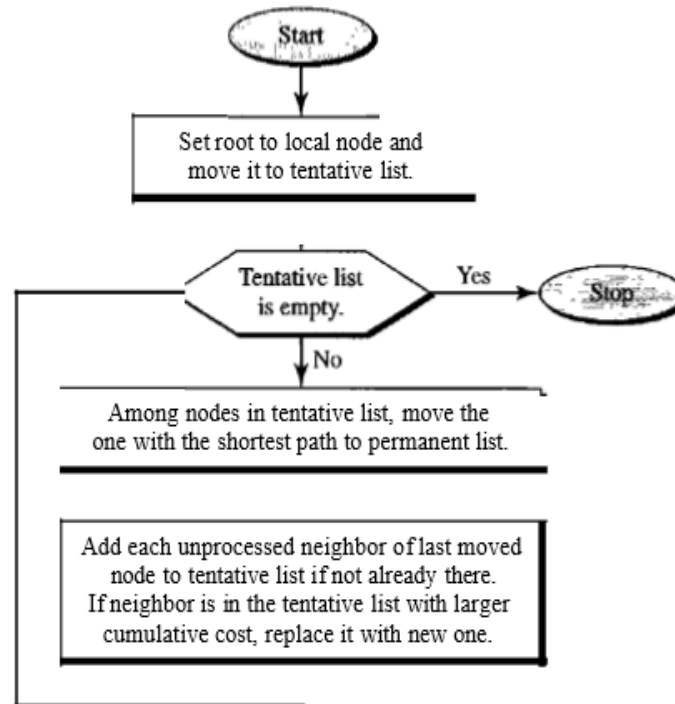 Start
Set root to local node and
move it to tentative list.
Tentative list
is empty.
Yes
Stop
No
Among nodes in tentative list, move the
one with the shortest path to permanent list.
Add each unprocessed neighbor of last moved
node to tentative list if not already there.
If neighbor is in the tentative list with larger
cumulative cost, replace it with new one.